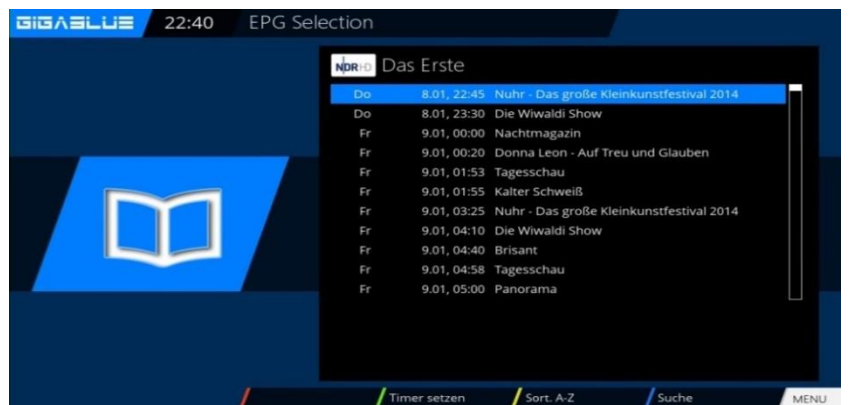 GIGABLUE 22:40 EPG Selection
NDR HD Das Erste
Do 8.01, 22:45 Nuhr - Das große Kleinkunstfestival 2014
Do 8.01, 23:30 Die Wiwaldi Show
Fr 9.01, 00:00 Nachtmagazin
Fr 9.01, 00:20 Donna Leon - Auf Treu und Glauben
Fr 9.01, 01:53 Tagesschau
Fr 9.01, 01:55 Kalter Schweiß
Fr 9.01, 03:25 Nuhr - Das große Kleinkunstfestival 2014
Fr 9.01, 04:10 Die Wiwaldi Show
Fr 9.01, 04:40 Brisant
Fr 9.01, 04:58 Tagesschau
Fr 9.01, 05:00 Panorama
Timer setzen Sort. A-Z Suche MENU